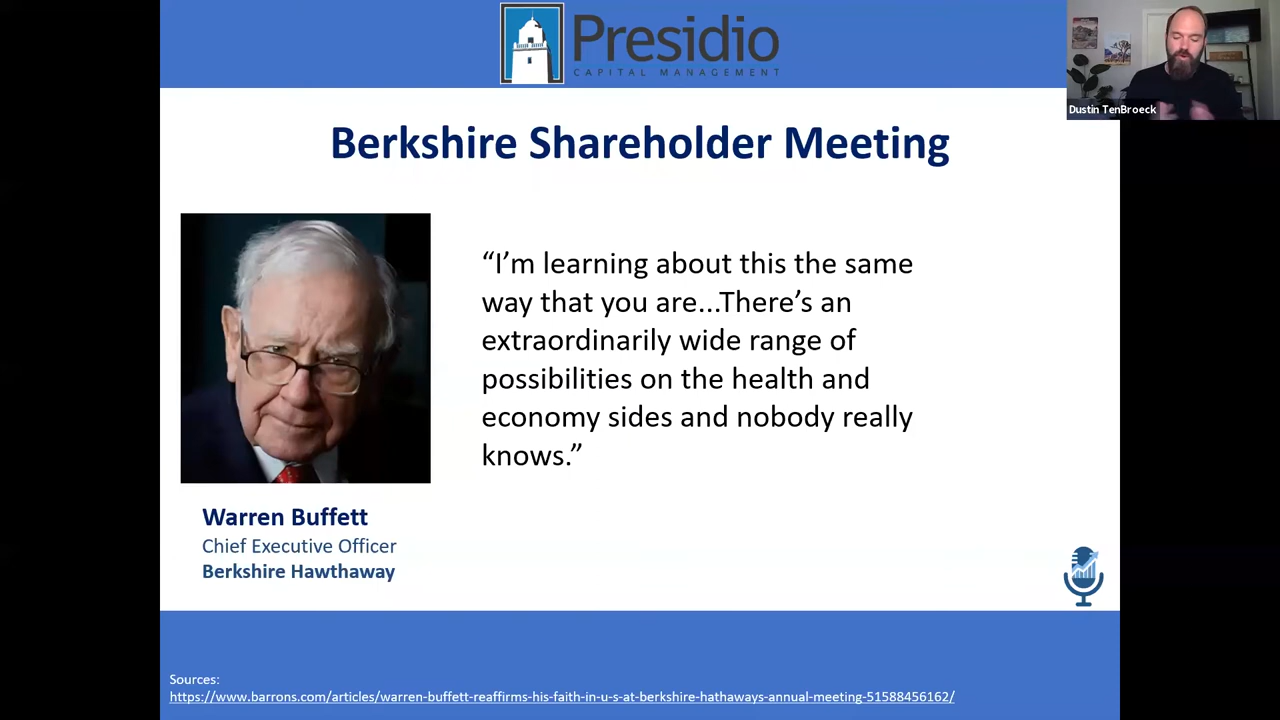 Presidio
CAPITAL MANAGEMENT
Dustin TenBroeck
Berkshire Shareholder Meeting
“I’m learning about this the same
way that you are...There’s an
extraordinarily wide range of
possibilities on the health and
economy sides and nobody really
knows.”
Warren Buffett
Chief Executive Officer
Berkshire Hawthaway
Sources:
https://www.barrons.com/articles/warren-buffett-reaffirms-his-faith-in-u-s-at-berkshire-hathaways-annual-meeting-51588456162/